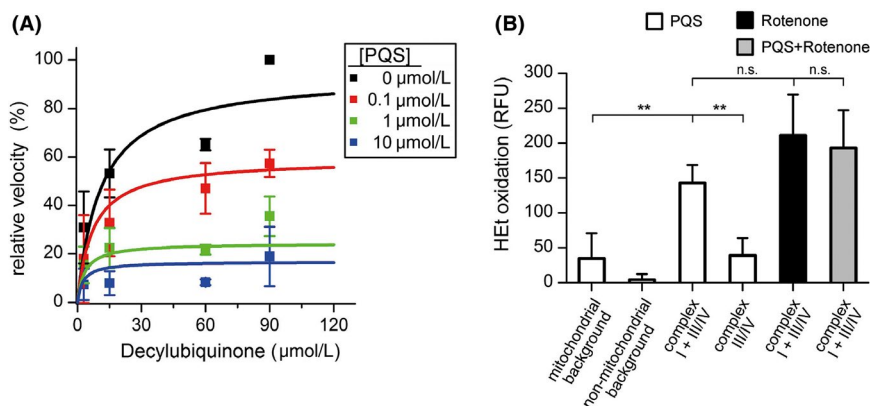 (A)
[PQS]
0 µmol/L
0.1 µmol/L
1 µmol/L
10 µmol/L
100
80
60
40
20
0
relative velocity (%)
0 30 60 90 120
Decylubiquinone (µmol/L)
(B)
PQS
Rotenone
PQS+Rotenone
n.s. n.s.
** **
300
250
200
150
100
50
0
HEt oxidation (RFU)
mitochondrial
background
non-mitochondrial
background
complex
I + III/IV
complex
III/IV
complex
I + III/IV
complex
I + III/IV